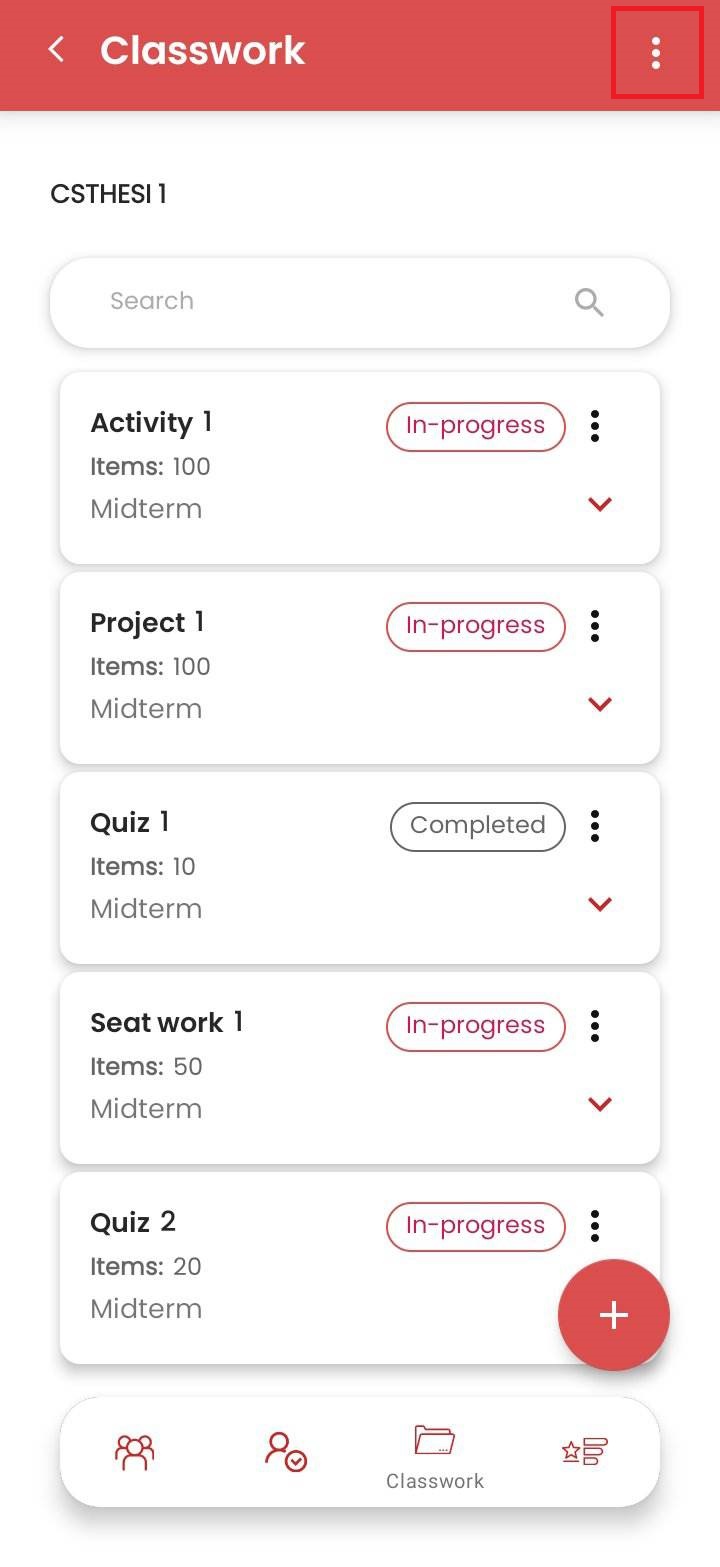 Classwork
CSTHESI 1
Search
Activity 1
In-progress
Items: 100
Midterm
Project 1
In-progress
Items: 100
Midterm
Quiz 1
Completed
Items: 10
Midterm
Seat work 1
In-progress
Items: 50
Midterm
Quiz 2
In-progress
Items: 20
Midterm
Classwork